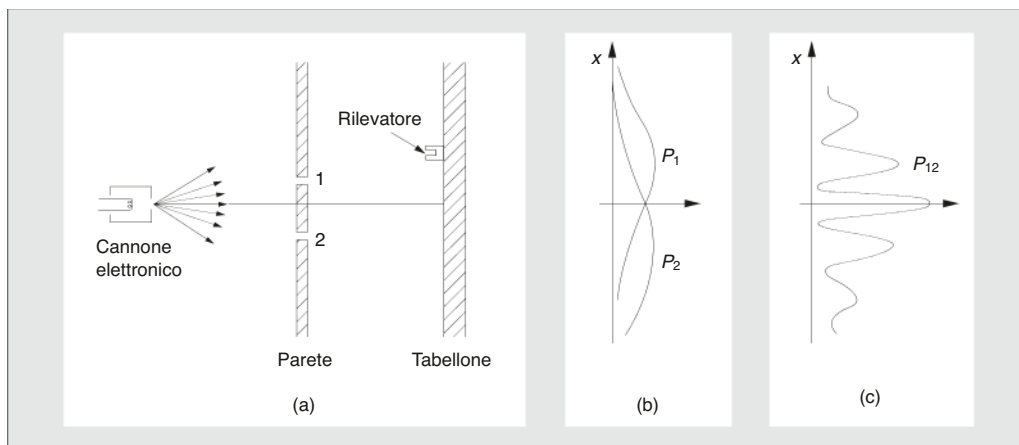 x
x
Rilevatore
P1
P12
1
2
Cannone
elettronico
P2
Parete
Tabellone
(a)
(b)
(c)